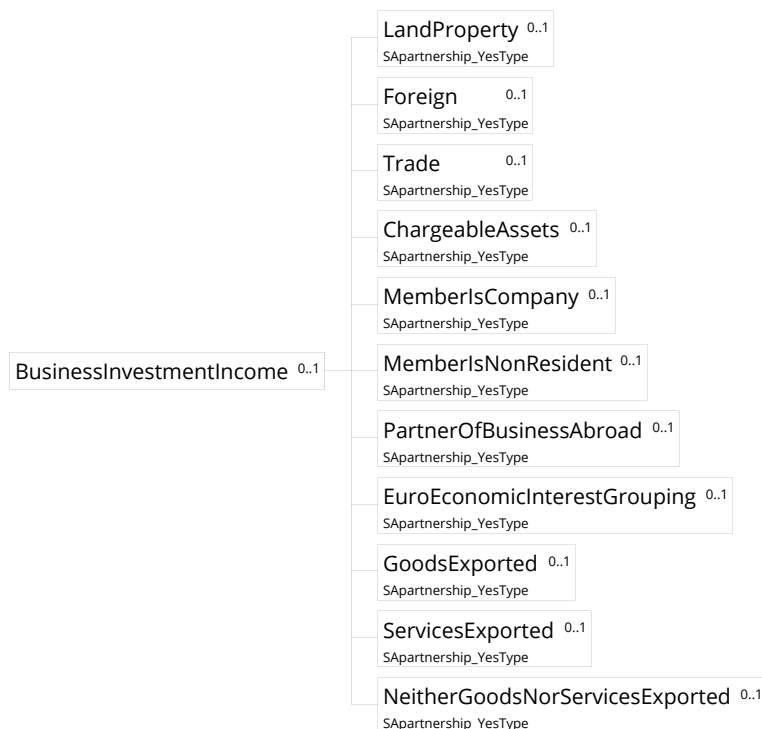 LandProperty 0..1
SApartnership_YesType
Foreign 0..1
SApartnership_YesType
Trade 0..1
SApartnership_YesType
ChargeableAssets 0..1
SApartnership_YesType
MemberIsCompany 0..1
SApartnership_YesType
BusinessInvestmentIncome 0..1
MemberIsNonResident 0..1
SApartnership_YesType
PartnerOfBusinessAbroad 0..1
SApartnership_YesType
EuroEconomicInterestGrouping 0..1
SApartnership_YesType
GoodsExported 0..1
SApartnership_YesType
ServicesExported 0..1
SApartnership_YesType
NeitherGoodsNorServicesExported 0..1
SApartnership_YesType